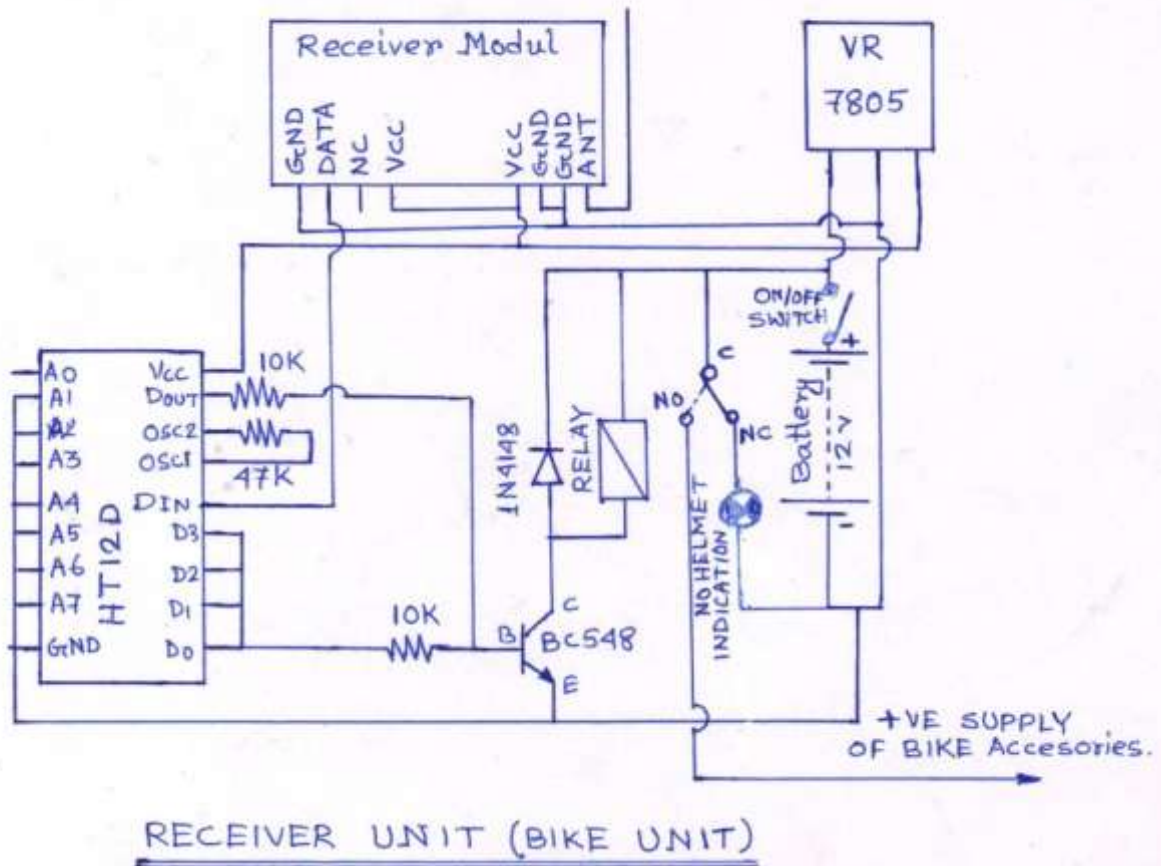 Receiver Modul
GND
DATA
NC
VCC
VCC
GND
GND
ANT
VR
7805
ON/OFF
SWITCH
+
Battery
12V
-
A0
A1
A2
A3
A4
A5
A6
A7
GND
HT12D
VCC
DOUT
OSC2
OSC1
DIN
D3
D2
D1
D0
10K
47K
10K
1N4148
RELAY
C
NO
NC
NO HELMET
INDICATION
B
C
E
BC548
+VE SUPPLY
OF BIKE Accesories.
RECEIVER UNIT (BIKE UNIT)